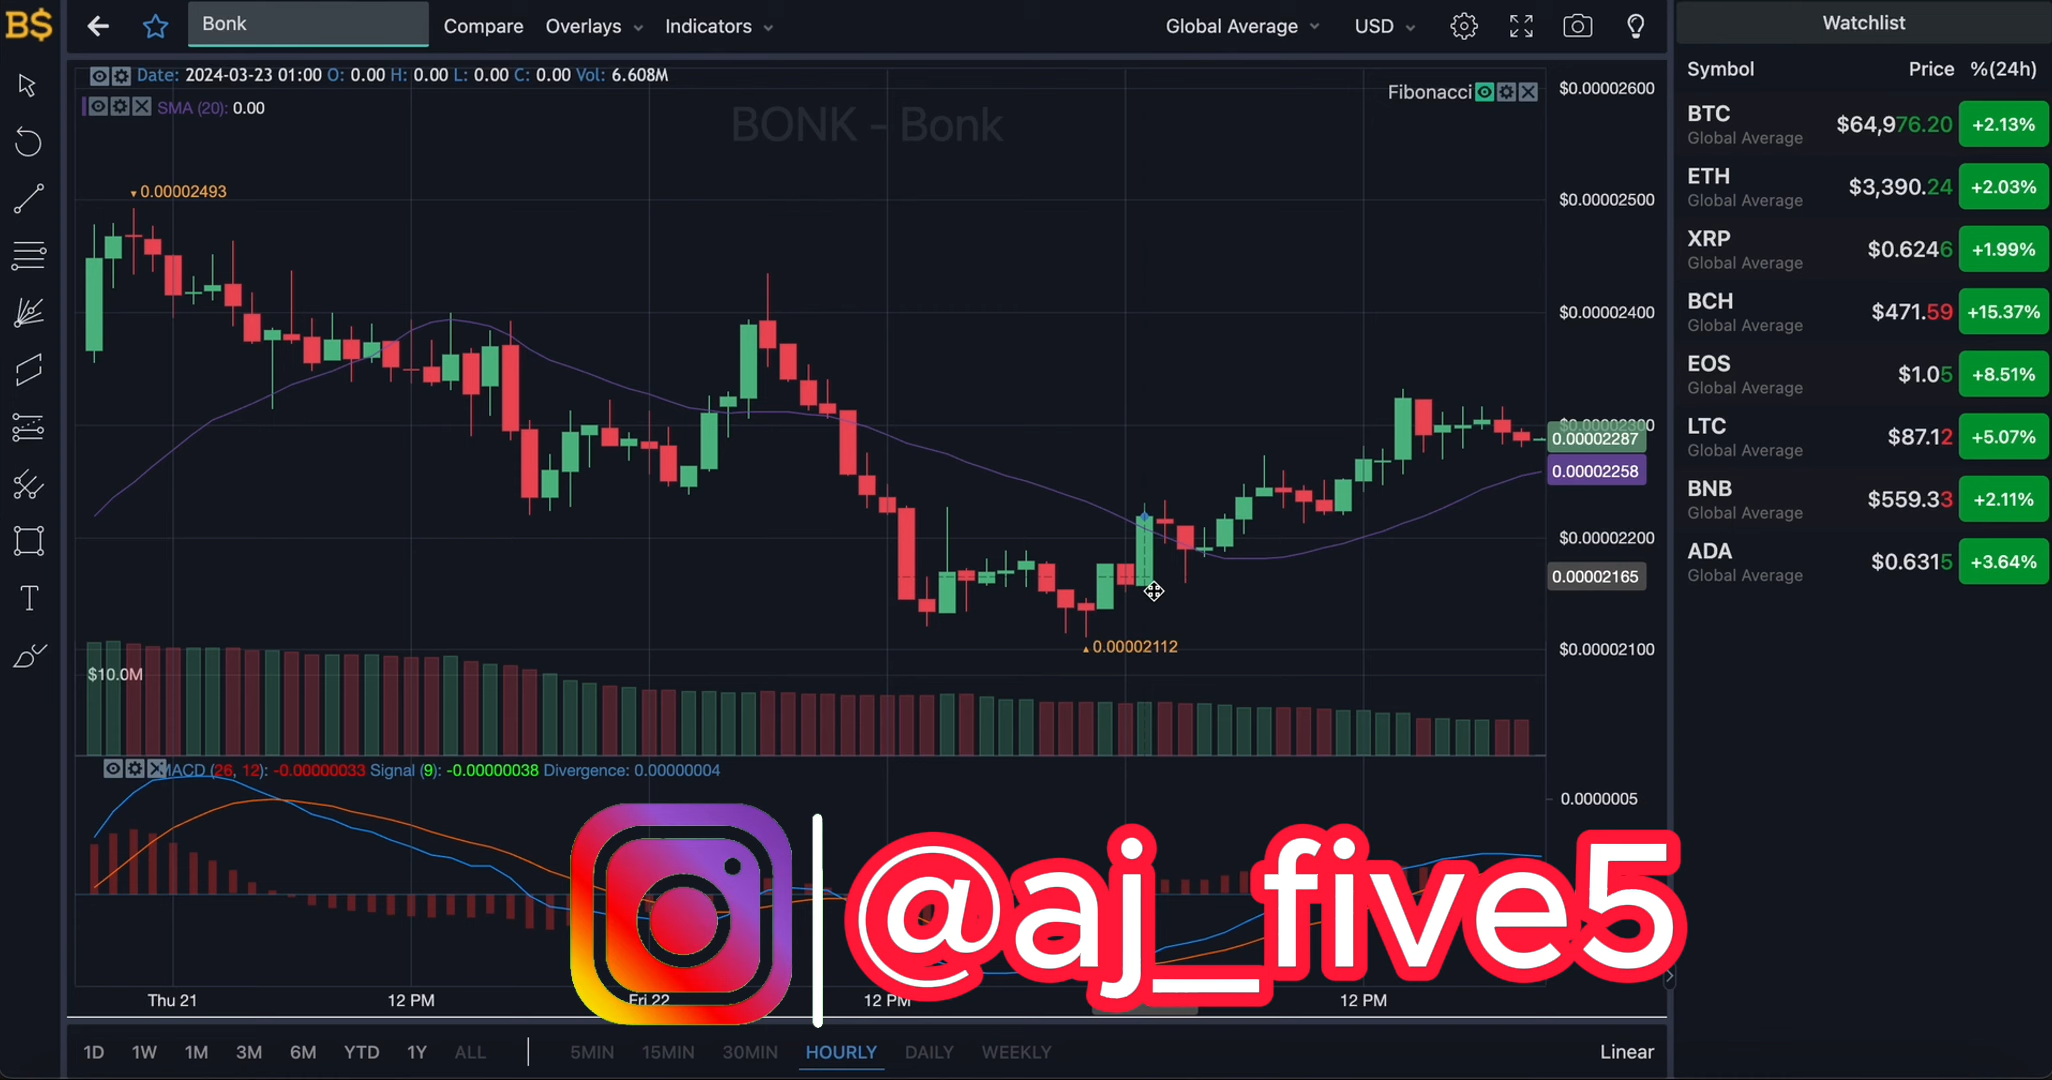 B$
Bonk
Compare
Overlays
Indicators
Global Average
USD
Watchlist
Date: 2024-03-23 01:00 O: 0.00 H: 0.00 L: 0.00 C: 0.00 Vol: 6.608M
SMA (20): 0.00
Fibonacci
BONK - Bonk
0.00002493
0.00002112
$0.00002600
$0.00002500
$0.00002400
$0.00002300
0.00002287
0.00002258
$0.00002200
0.00002165
$0.00002100
$10.0M
MACD (26, 12): -0.00000033 Signal (9): -0.00000038 Divergence: 0.00000004
0.0000005
@aj_five5
Thu 21
12 PM
Fri 22
12 PM
12 PM
1D
1W
1M
3M
6M
YTD
1Y
ALL
5MIN
15MIN
30MIN
HOURLY
DAILY
WEEKLY
Linear
Symbol Price %(24h)
BTC $64,976.20 +2.13%
Global Average
ETH $3,390.24 +2.03%
Global Average
XRP $0.6246 +1.99%
Global Average
BCH $471.59 +15.37%
Global Average
EOS $1.05 +8.51%
Global Average
LTC $87.12 +5.07%
Global Average
BNB $559.33 +2.11%
Global Average
ADA $0.6315 +3.64%
Global Average
T